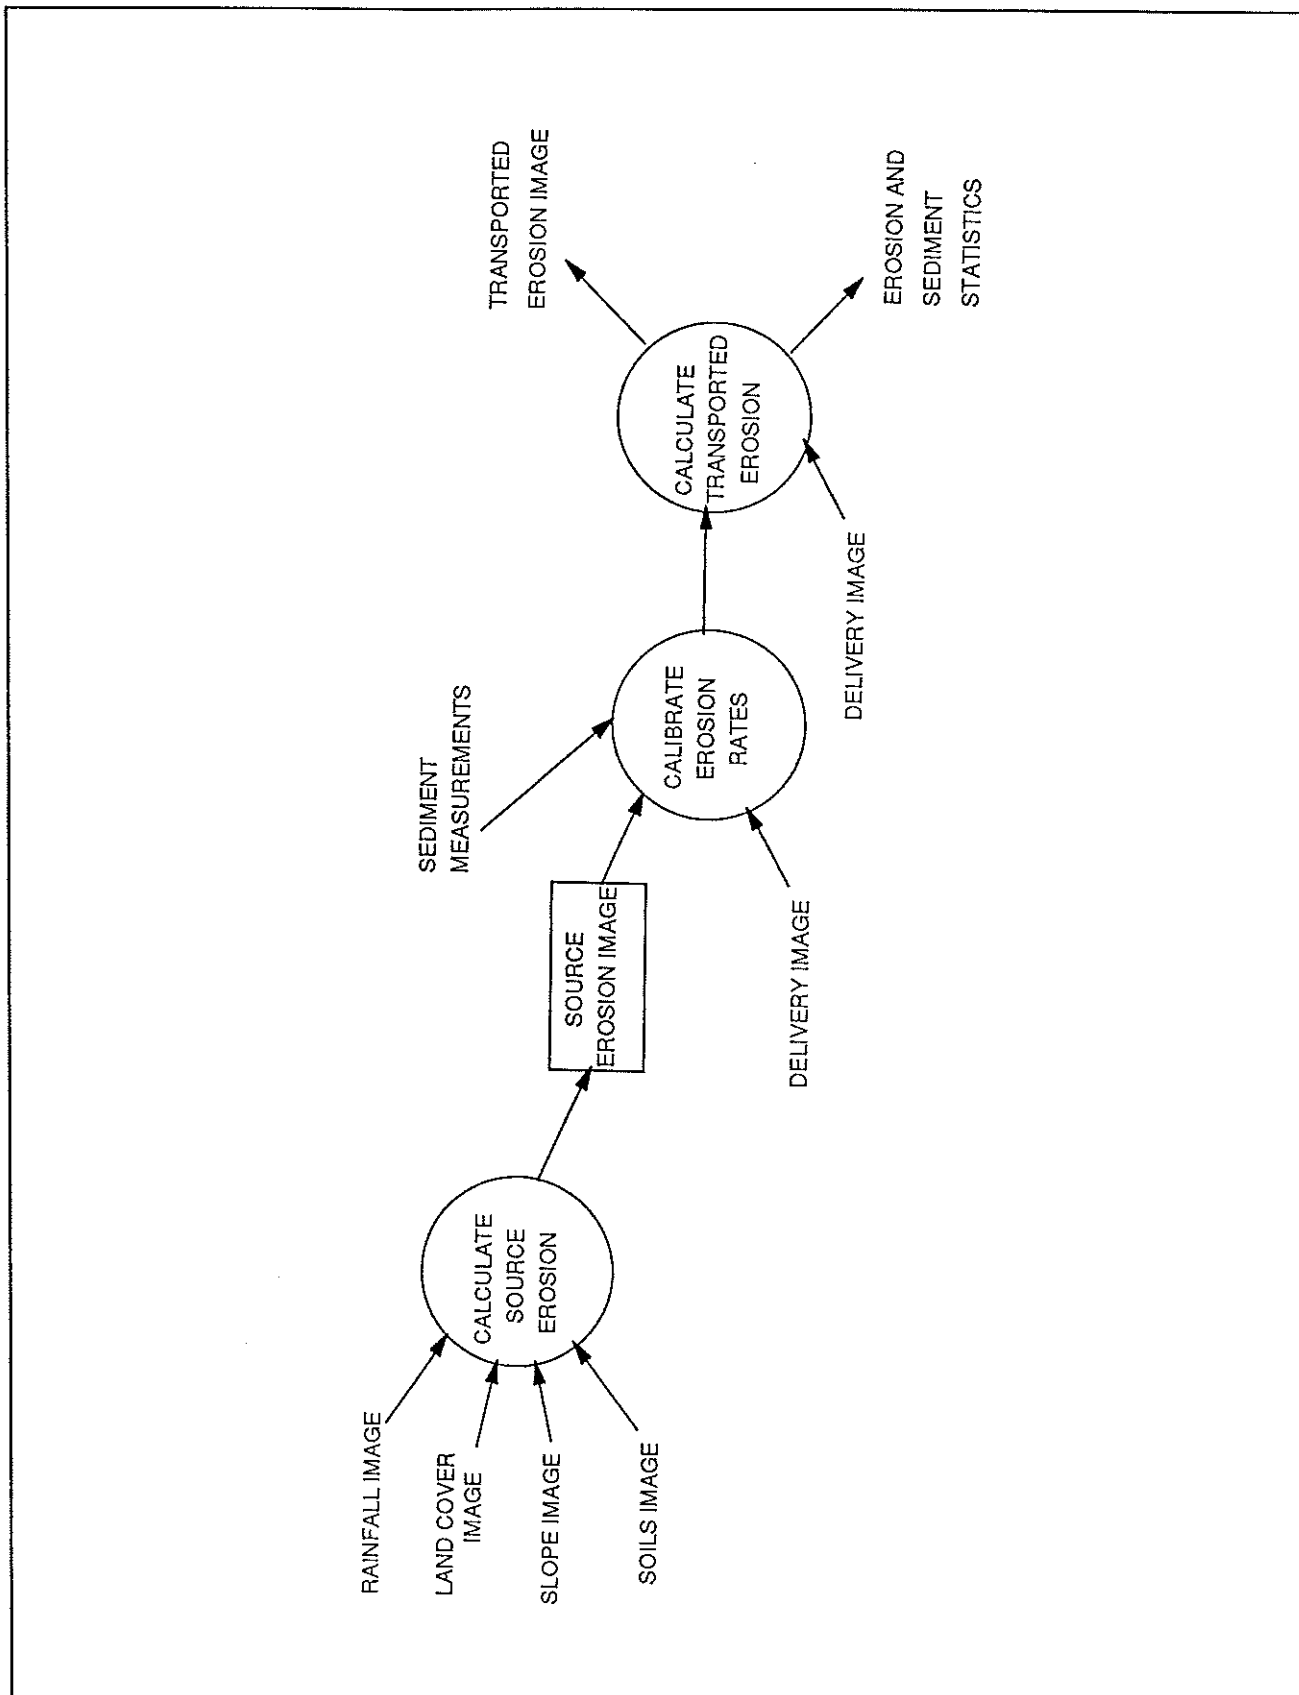 RAINFALL IMAGE
LAND COVER
IMAGE
SLOPE IMAGE
SOILS IMAGE
CALCULATE
SOURCE
EROSION
SOURCE
EROSION IMAGE
SEDIMENT
MEASUREMENTS
DELIVERY IMAGE
CALIBRATE
EROSION
RATES
DELIVERY IMAGE
CALCULATE
TRANSPORTED
EROSION
TRANSPORTED
EROSION IMAGE
EROSION AND
SEDIMENT
STATISTICS